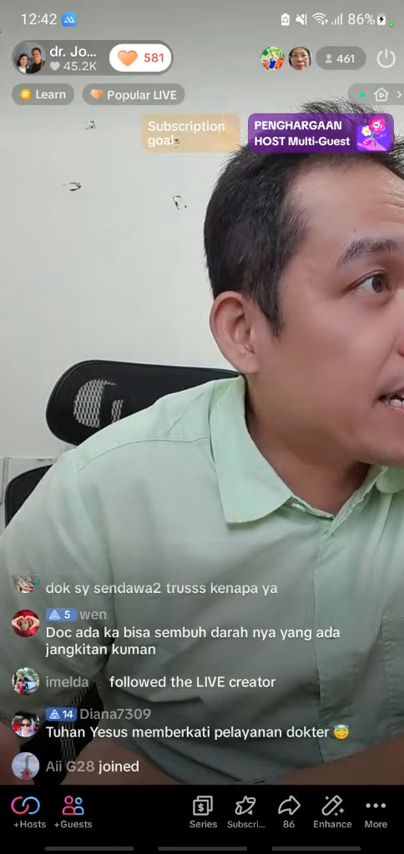 12:42
86%
dr. Jo...
45.2K
581
461
Learn
Popular LIVE
Subscription
goal
PENGHARGAAN
HOST Multi-Guest
dok sy sendawa2 trusss kenapa ya
5 wen
Doc ada ka bisa sembuh darah nya yang ada
jangkitan kuman
imelda followed the LIVE creator
14 Diana7309
Tuhan Yesus memberkati pelayanan dokter 😇
Aii G28 joined
+Hosts
+Guests
Series
Subscri...
86
Enhance
More